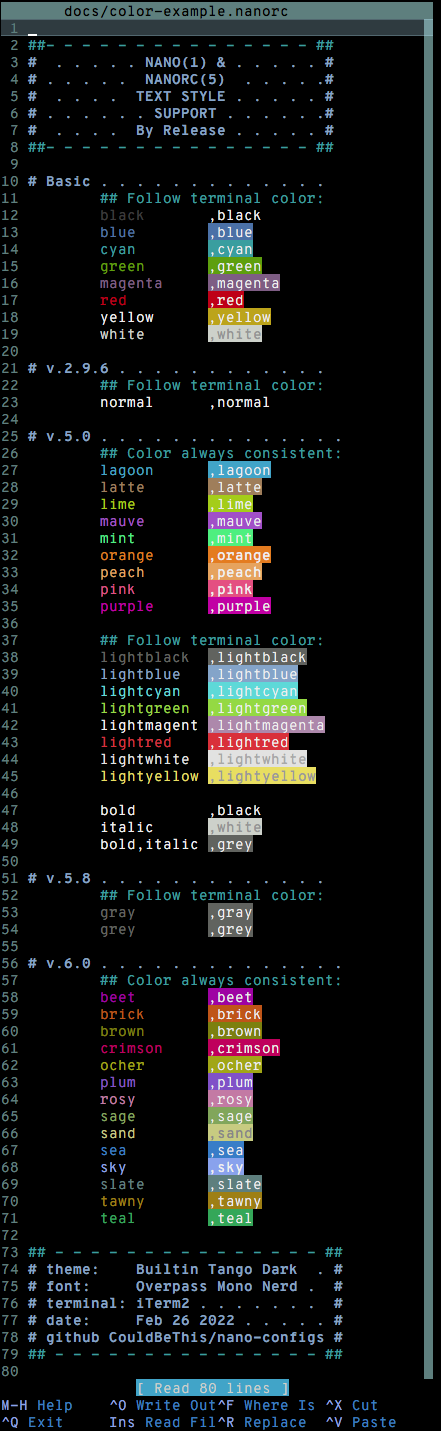 docs/color-example.nanorc
1
2 ##- - - - - - - - - - - - - - - ##
3 #  . . . . . NANO(1) & . . . . . #
4 # . . . . .  NANORC(5)  . . . . .#
5 #  . . . .  TEXT STYLE . . . . . #
6 # . . . . . . SUPPORT . . . . . .#
7 #  . . . .  By Release . . . . . #
8 ##- - - - - - - - - - - - - - - ##
9
10 # Basic . . . . . . . . . . . . .
11 ## Follow terminal color:
12 black ,black
13 blue ,blue
14 cyan ,cyan
15 green ,green
16 magenta ,magenta
17 red ,red
18 yellow ,yellow
19 white ,white
20
21 # v.2.9.6 . . . . . . . . . . . .
22 ## Follow terminal color:
23 normal ,normal
24
25 # v.5.0 . . . . . . . . . . . . . .
26 ## Color always consistent:
27 lagoon ,lagoon
28 latte ,latte
29 lime ,lime
30 mauve ,mauve
31 mint ,mint
32 orange ,orange
33 peach ,peach
34 pink ,pink
35 purple ,purple
36
37 ## Follow terminal color:
38 lightblack ,lightblack
39 lightblue ,lightblue
40 lightcyan ,lightcyan
41 lightgreen ,lightgreen
42 lightmagent ,lightmagenta
43 lightred ,lightred
44 lightwhite ,lightwhite
45 lightyellow ,lightyellow
46
47 bold ,black
48 italic ,white
49 bold,italic ,grey
50
51 # v.5.8 . . . . . . . . . . . . .
52 ## Follow terminal color:
53 gray ,gray
54 grey ,grey
55
56 # v.6.0 . . . . . . . . . . . . . .
57 ## Color always consistent:
58 beet ,beet
59 brick ,brick
60 brown ,brown
61 crimson ,crimson
62 ocher ,ocher
63 plum ,plum
64 rosy ,rosy
65 sage ,sage
66 sand ,sand
67 sea ,sea
68 sky ,sky
69 slate ,slate
70 tawny ,tawny
71 teal ,teal
72
73 ## - - - - - - - - - - - - - - - ##
74 # theme:    Builtin Tango Dark  . #
75 # font:     Overpass Mono Nerd .  #
76 # terminal: iTerm2 . . . . . . .  #
77 # date:     Feb 26 2022 . . . . . #
78 # github CouldBeThis/nano-configs #
79 ## - - - - - - - - - - - - - - - ##
80
[ Read 80 lines ]
M-H Help ^O Write Out ^F Where Is ^X Cut
^Q Exit Ins Read Fil ^R Replace ^V Paste